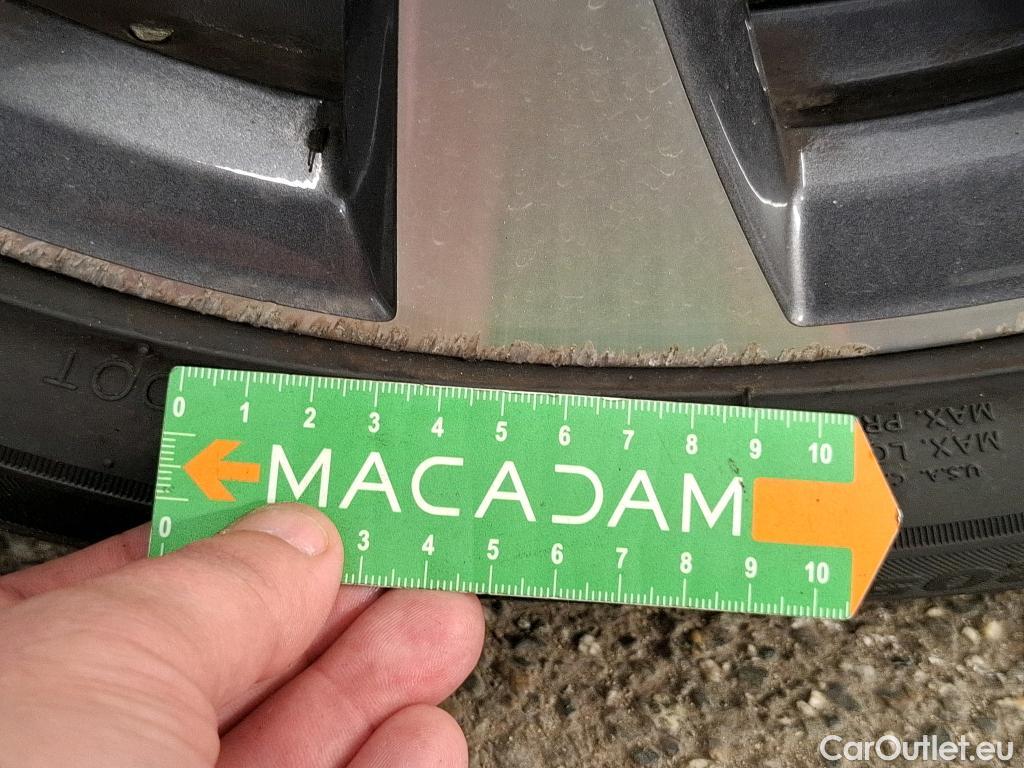 DOT
MAX. PR
MAX. LO
U.S.A.
0 1 2 3 4 5 6 7 8 9 10
MACADAM
0 3 4 5 6 7 8 9 10
CarOutlet.eu